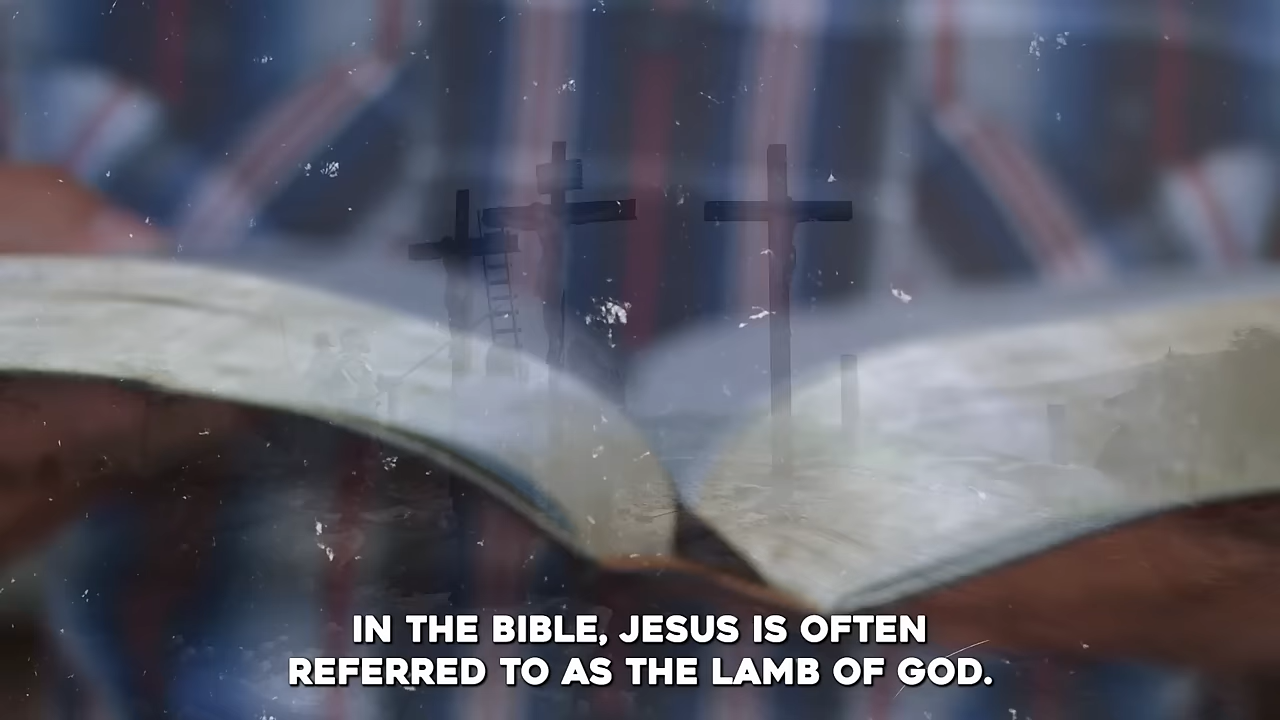 IN THE BIBLE, JESUS IS OFTEN
REFERRED TO AS THE LAMB OF GOD.